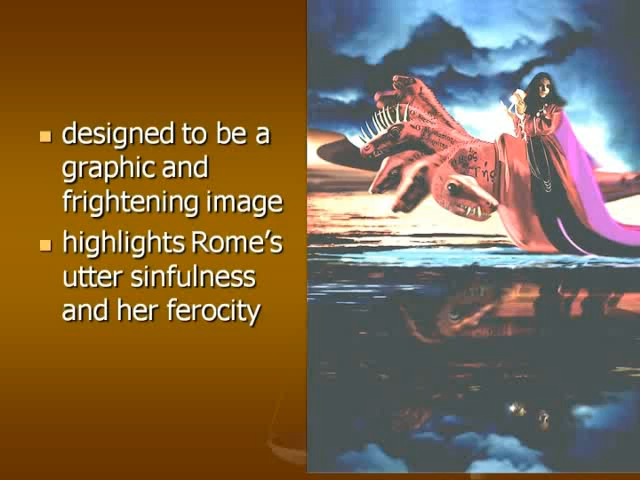 designed to be a
graphic and
frightening image
highlights Rome's
utter sinfulness
and her ferocity